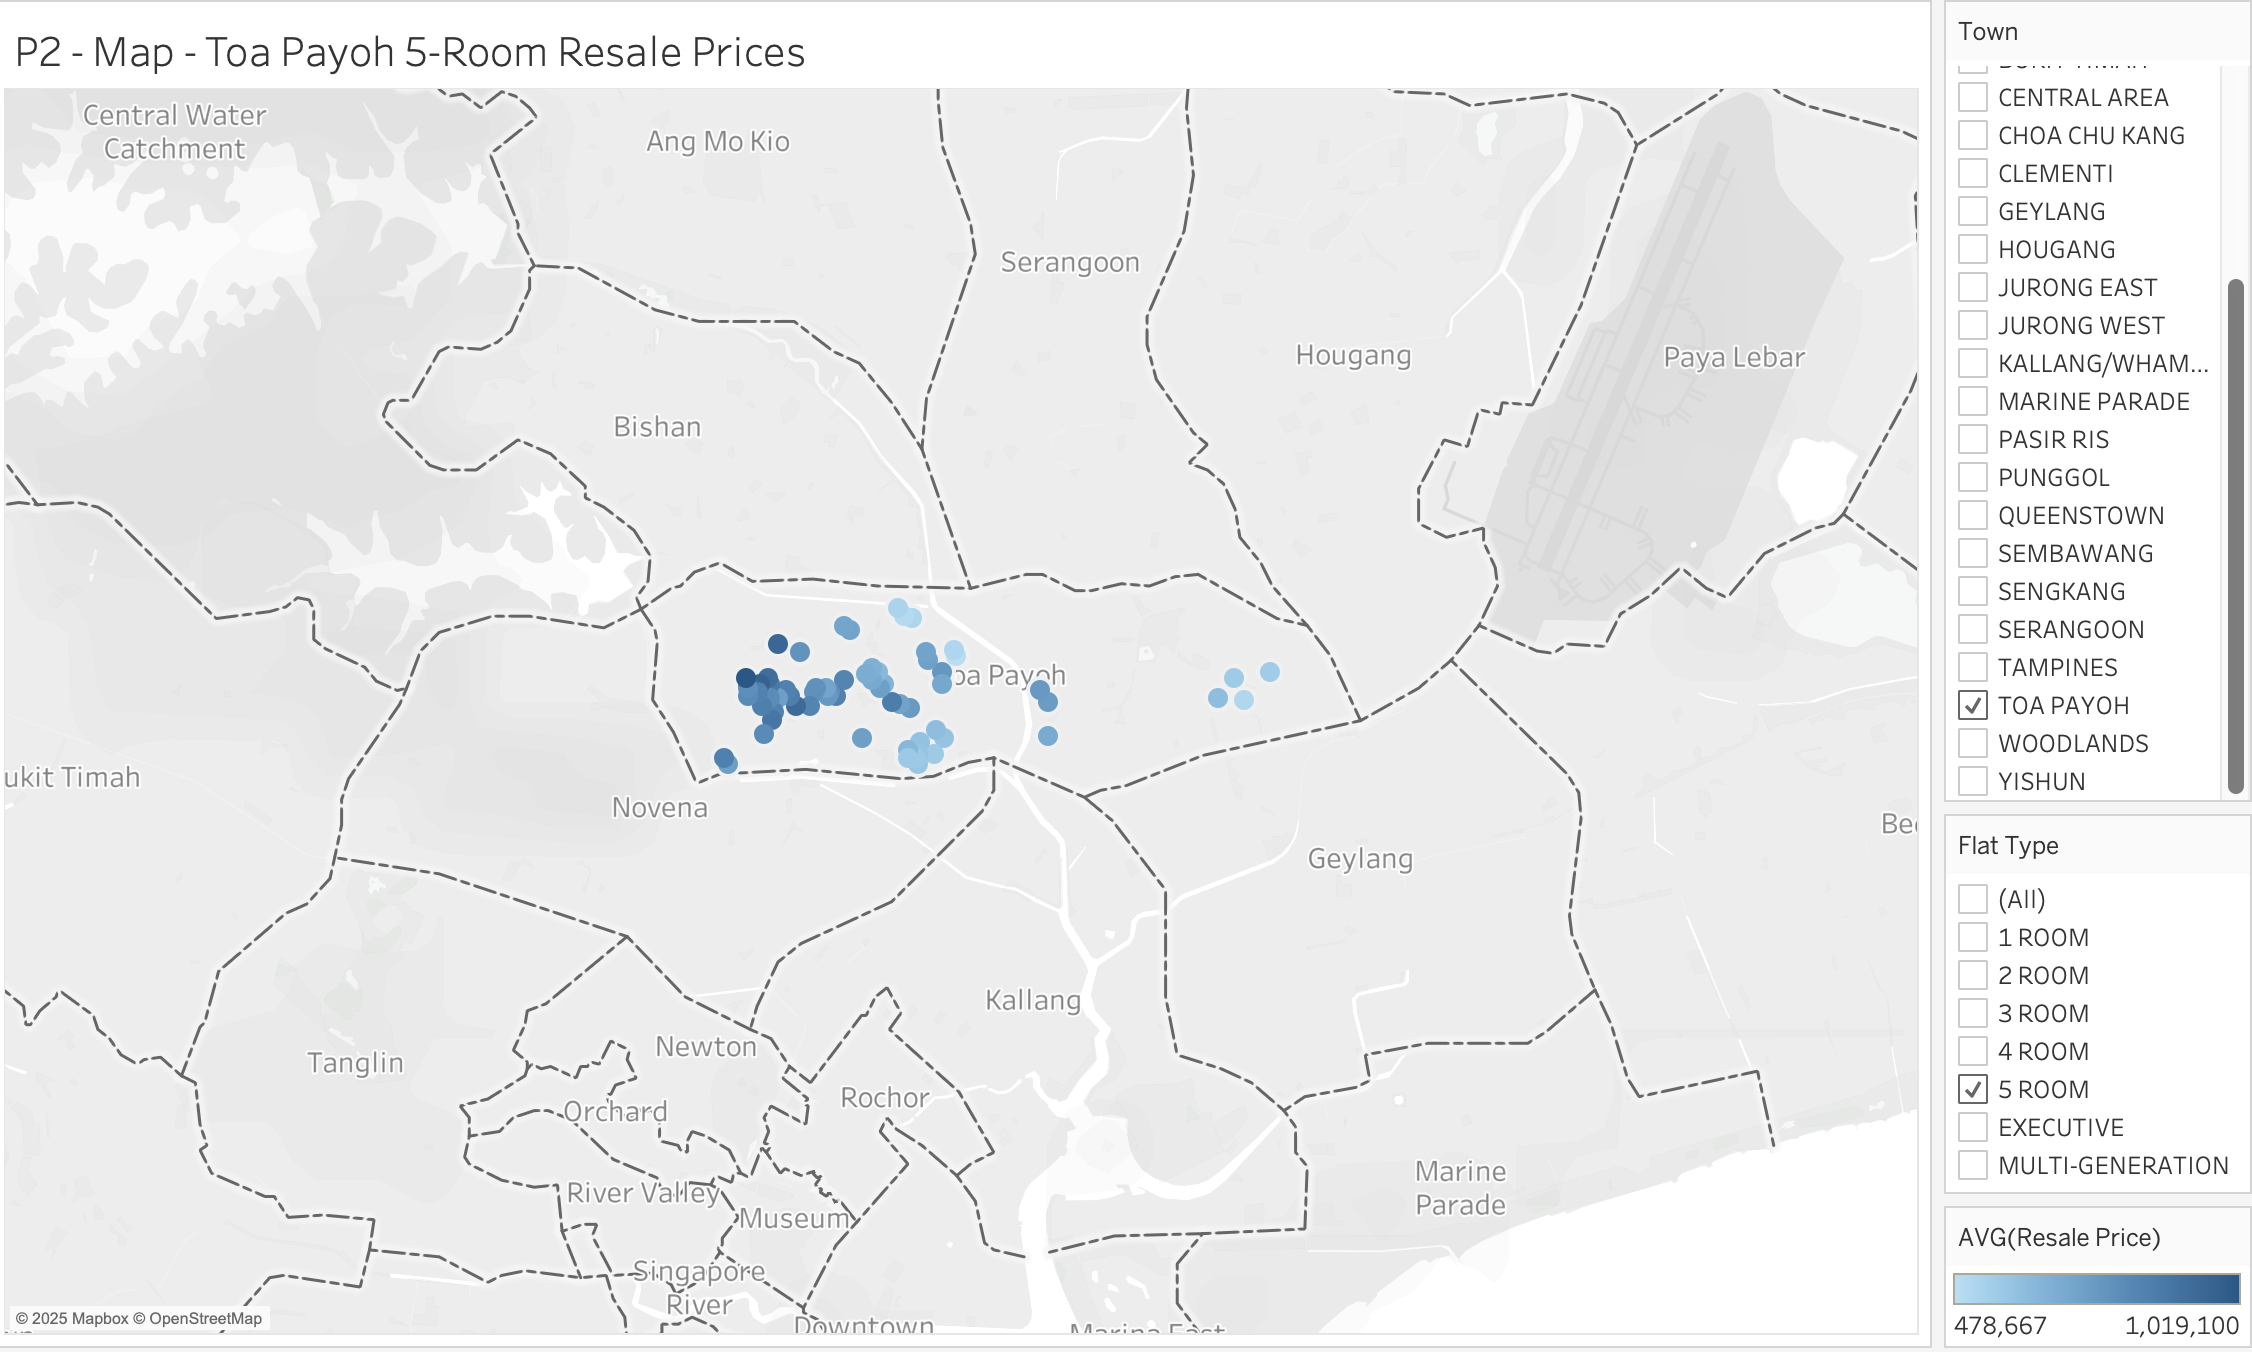 P2 - Map - Toa Payoh 5-Room Resale Prices
Central Water
Catchment
Ang Mo Kio
Serangoon
Hougang
Paya Lebar
Bishan
oa Payoh
ukit Timah
Novena
Geylang
Be
Kallang
Tanglin
Newton
Orchard
Rochor
River Valley
Museum
Marine
Parade
Singapore
River
Downtown
Marina East
© 2025 Mapbox © OpenStreetMap
Town
BUKIT TIMAH
CENTRAL AREA
CHOA CHU KANG
CLEMENTI
GEYLANG
HOUGANG
JURONG EAST
JURONG WEST
KALLANG/WHAM...
MARINE PARADE
PASIR RIS
PUNGGOL
QUEENSTOWN
SEMBAWANG
SENGKANG
SERANGOON
TAMPINES
TOA PAYOH
WOODLANDS
YISHUN
Flat Type
(All)
1 ROOM
2 ROOM
3 ROOM
4 ROOM
5 ROOM
EXECUTIVE
MULTI-GENERATION
AVG(Resale Price)
478,667 1,019,100